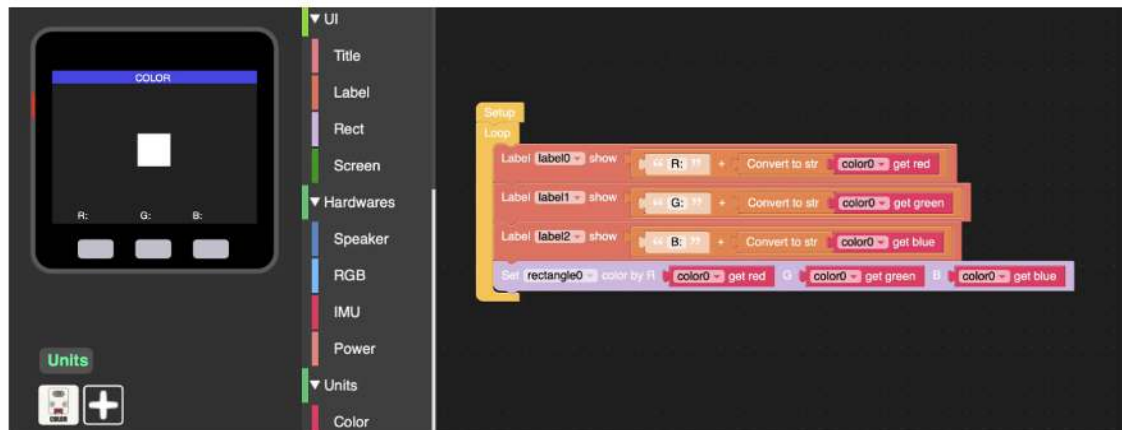 COLOR
R: G: B:
Units
COLOR
UI
Title
Label
Rect
Screen
Hardwares
Speaker
RGB
IMU
Power
Units
Color
Setup
Loop
Label label0 show “ R: ” + Convert to str color0 get red
Label label1 show “ G: ” + Convert to str color0 get green
Label label2 show “ B: ” + Convert to str color0 get blue
Set rectangle0 color by R color0 get red G color0 get green B color0 get blue